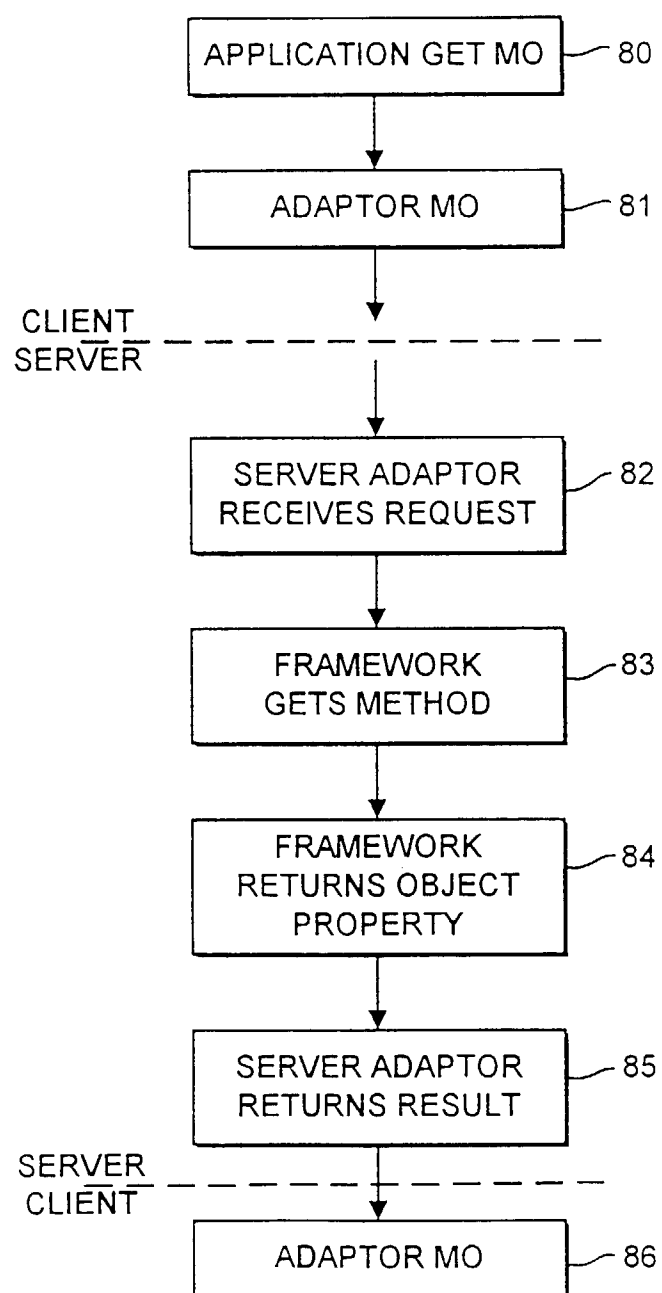 APPLICATION GET MO
80
ADAPTOR MO
81
CLIENT
SERVER
SERVER ADAPTOR
RECEIVES REQUEST
82
FRAMEWORK
GETS METHOD
83
FRAMEWORK
RETURNS OBJECT
PROPERTY
84
SERVER ADAPTOR
RETURNS RESULT
85
SERVER
CLIENT
ADAPTOR MO
86